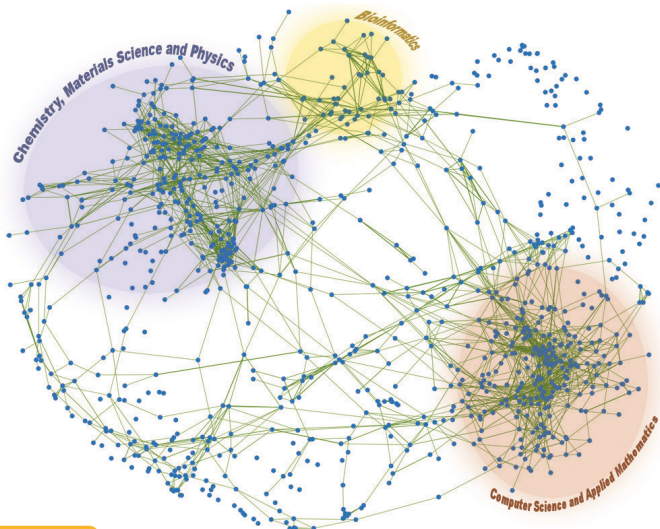 Bioinformatics
Chemistry, Materials Science and Physics
Computer Science and Applied Mathematics